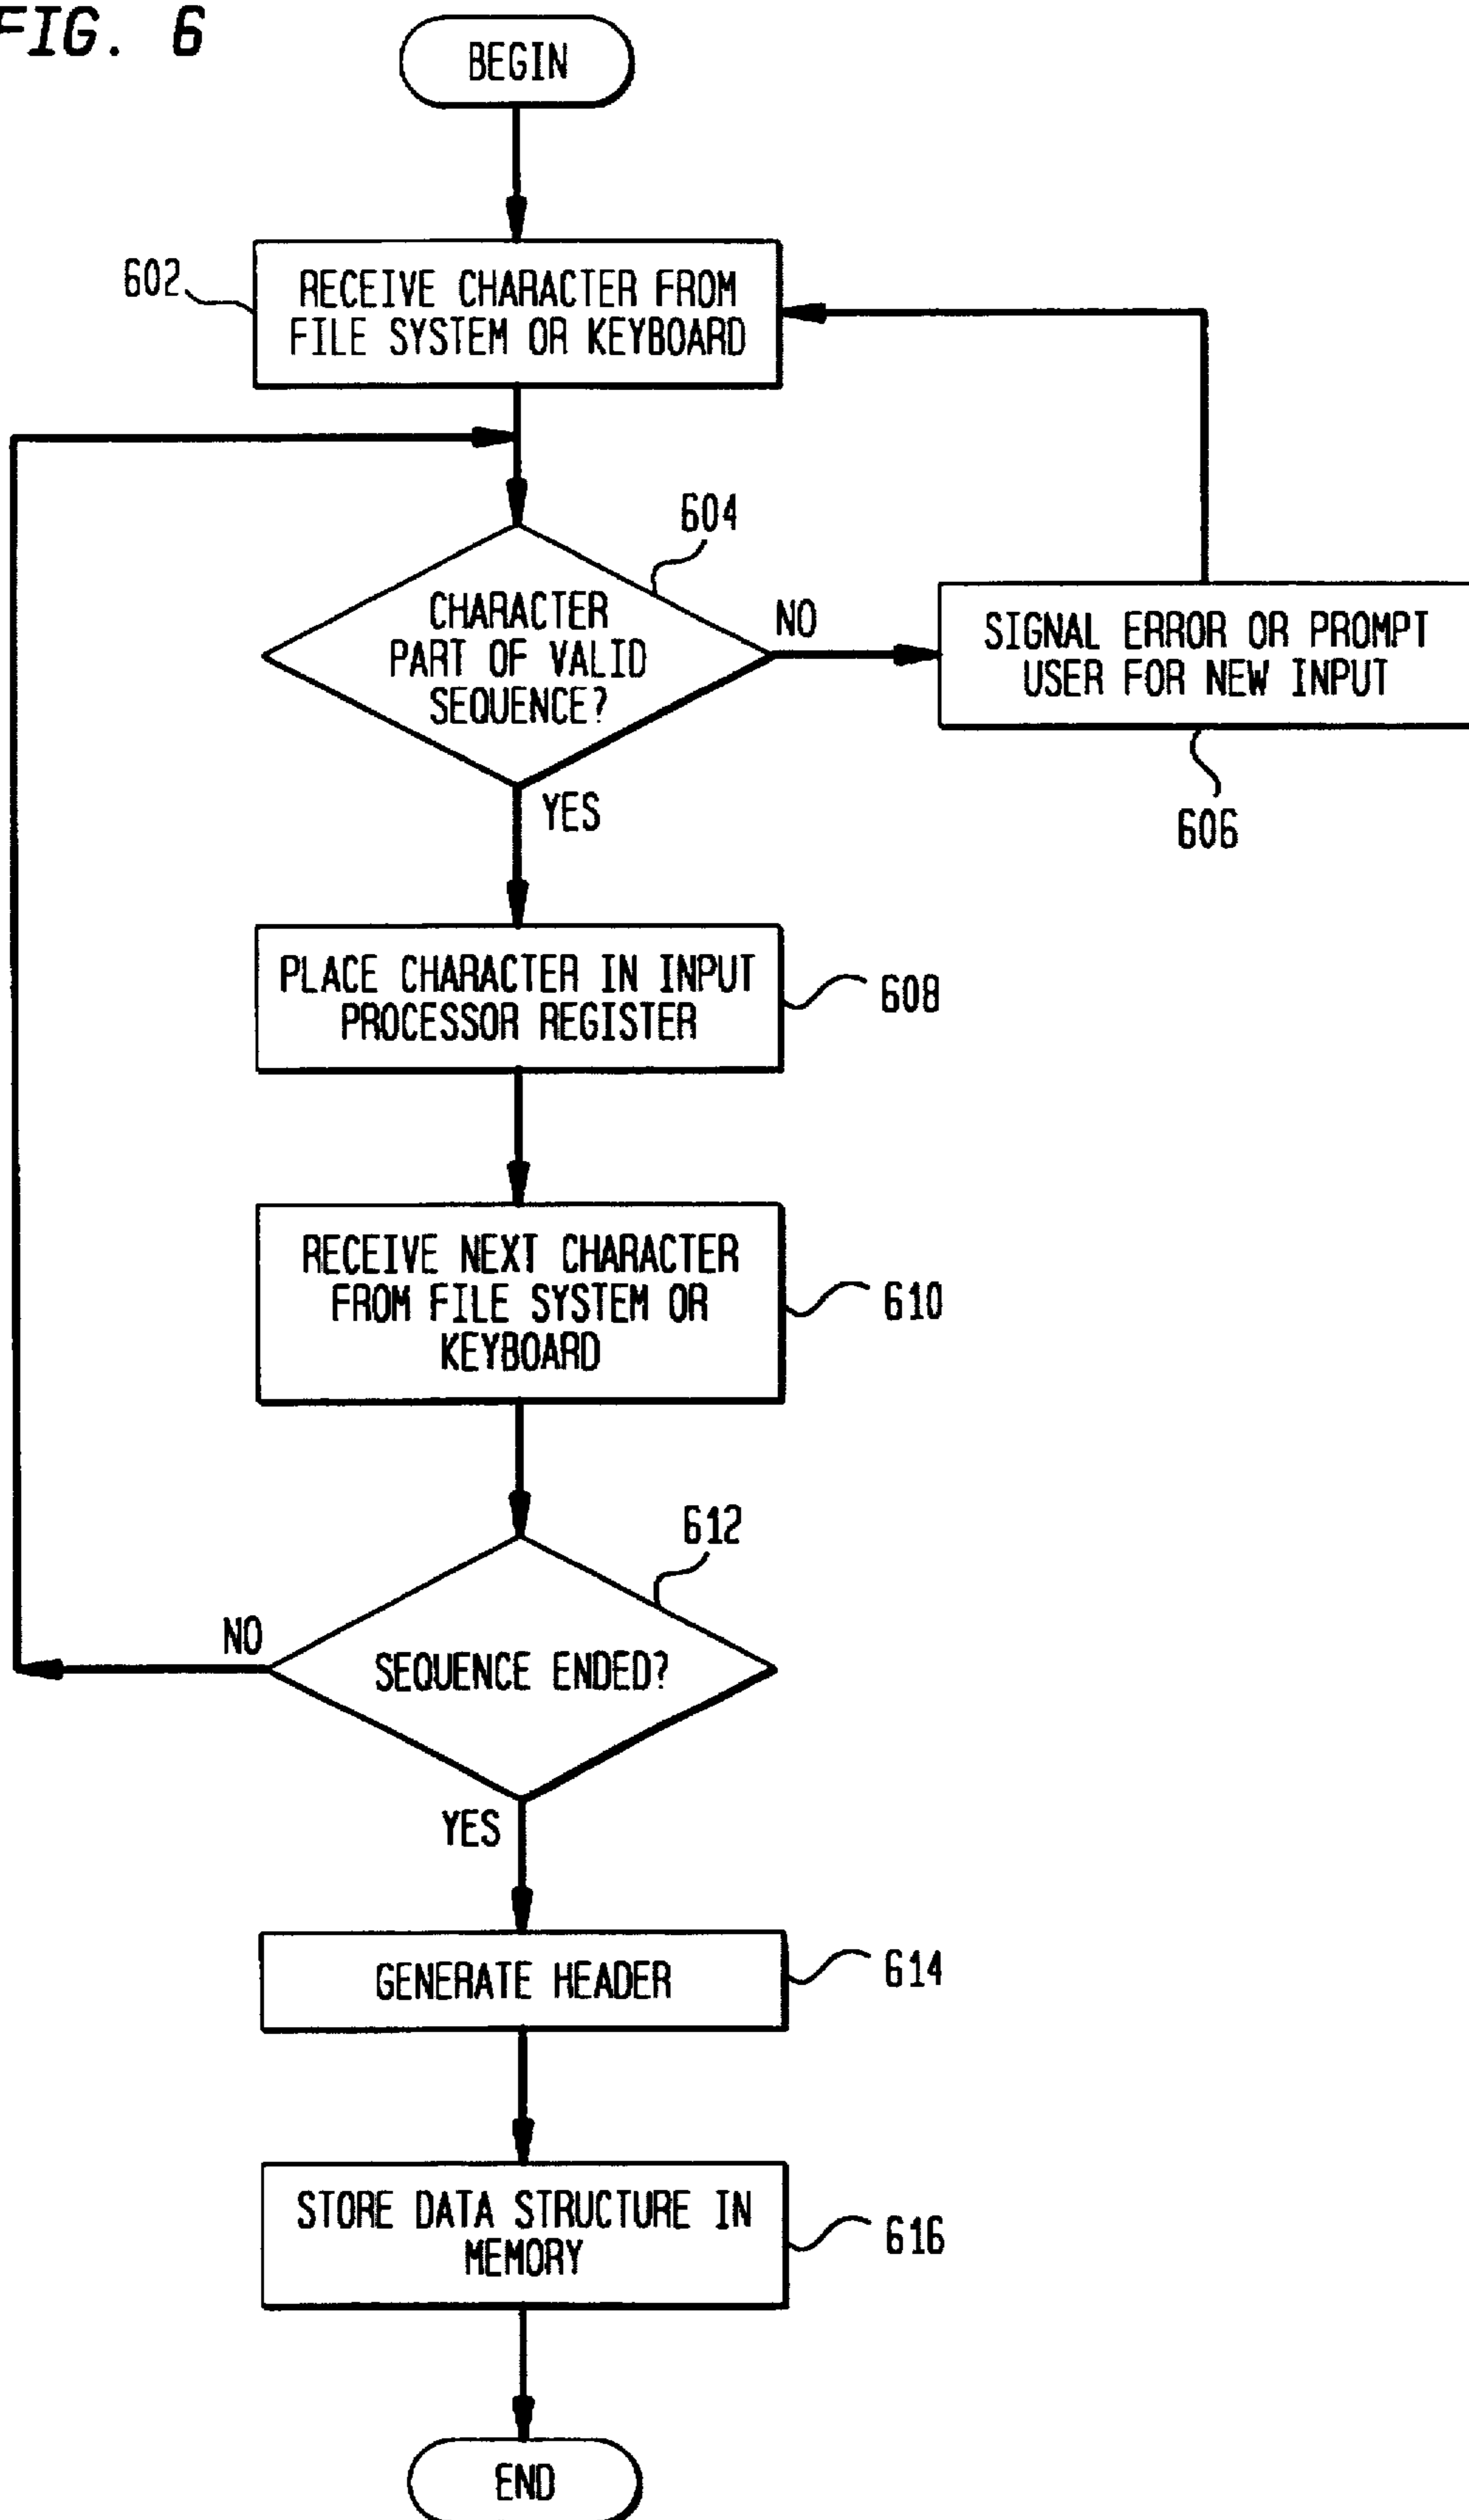 FIG. 6
BEGIN
602
RECEIVE CHARACTER FROM
FILE SYSTEM OR KEYBOARD
604
CHARACTER
PART OF VALID
SEQUENCE?
NO
SIGNAL ERROR OR PROMPT
USER FOR NEW INPUT
606
YES
PLACE CHARACTER IN INPUT
PROCESSOR REGISTER
608
RECEIVE NEXT CHARACTER
FROM FILE SYSTEM OR
KEYBOARD
610
612
NO
SEQUENCE ENDED?
YES
GENERATE HEADER
614
STORE DATA STRUCTURE IN
MEMORY
616
END